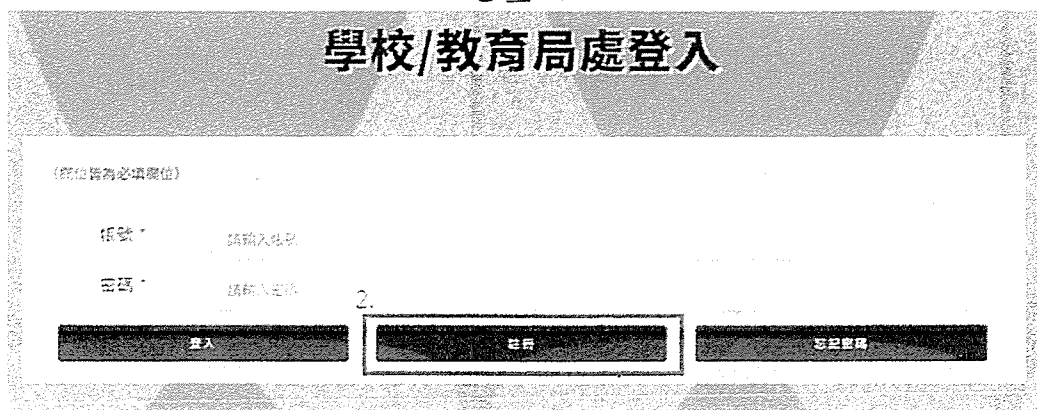 學校/教育局處登入
(欄位皆為必填欄位)
帳號 *
請輸入帳號
密碼 *
請輸入密碼
2.
登入
註冊
忘記密碼